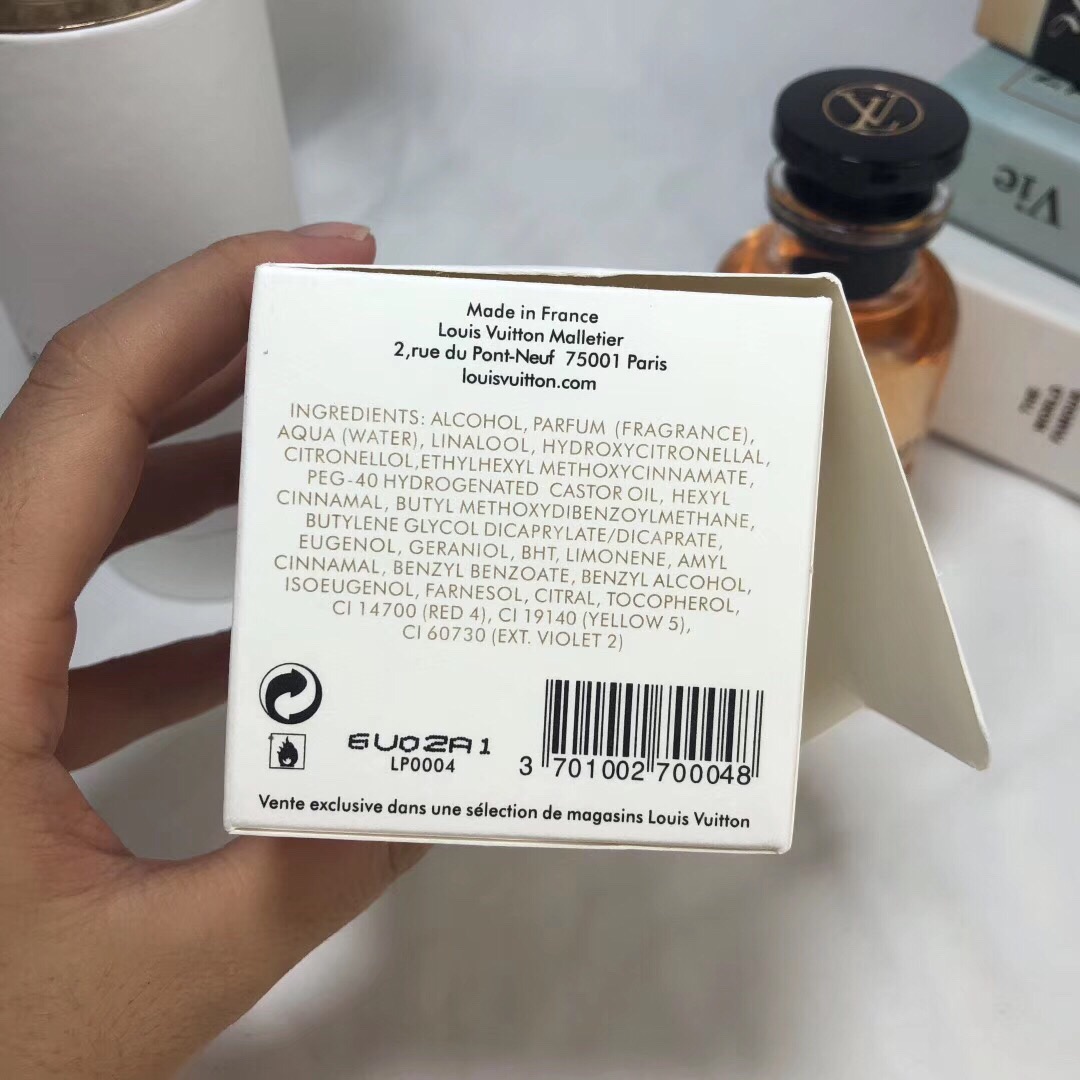 Made in France
Louis Vuitton Malletier
2,rue du Pont-Neuf 75001 Paris
louisvuitton.com
INGREDIENTS: ALCOHOL, PARFUM (FRAGRANCE),
AQUA (WATER), LINALOOL, HYDROXYCITRONELLAL,
CITRONELLOL,ETHYLHEXYL METHOXYCINNAMATE,
PEG-40 HYDROGENATED CASTOR OIL, HEXYL
CINNAMAL, BUTYL METHOXYDIBENZOYLMETHANE,
BUTYLENE GLYCOL DICAPRYLATE/DICAPRATE,
EUGENOL, GERANIOL, BHT, LIMONENE, AMYL
CINNAMAL, BENZYL BENZOATE, BENZYL ALCOHOL,
ISOEUGENOL, FARNESOL, CITRAL, TOCOPHEROL,
CI 14700 (RED 4), CI 19140 (YELLOW 5),
CI 60730 (EXT. VIOLET 2)
6U02A1
LP0004
3 701002 700048
Vente exclusive dans une sélection de magasins Louis Vuitton
LV
Vie